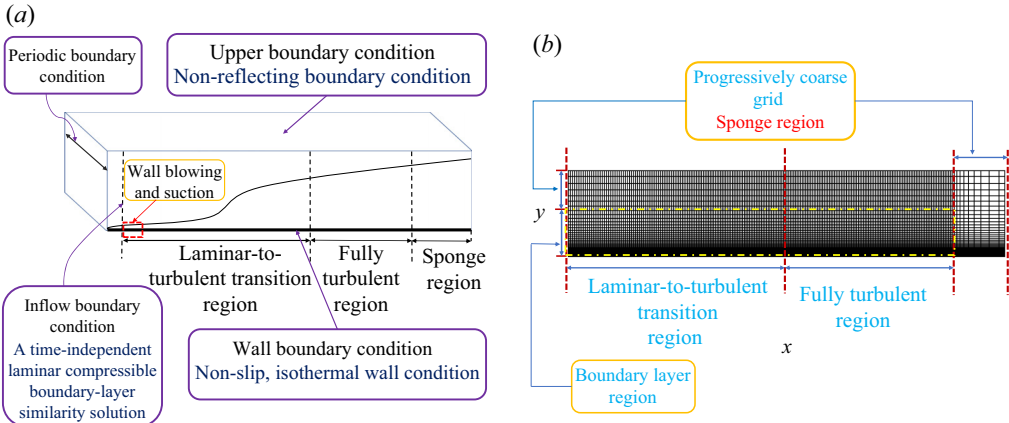 (a)
Periodic boundary
condition
Upper boundary condition
Non-reflecting boundary condition
Wall blowing
and suction
Laminar-to-
turbulent transition
region
Fully
turbulent
region
Sponge
region
Inflow boundary
condition
A time-independent
laminar compressible
boundary-layer
similarity solution
Wall boundary condition
Non-slip, isothermal wall condition
(b)
Progressively coarse
grid
Sponge region
y
Laminar-to-turbulent
transition
region
Fully turbulent
region
x
Boundary layer
region